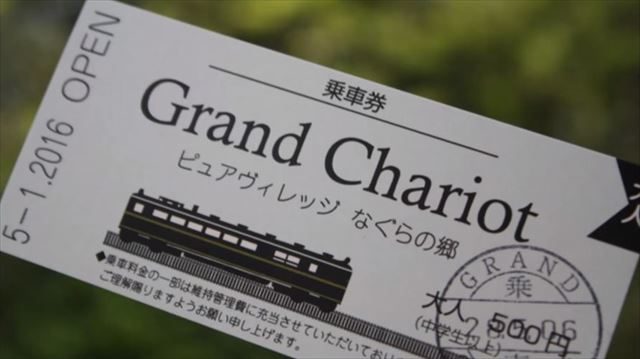 5-1.2016 OPEN
乗車券
Grand Chariot
ピュアヴィレッジ なぐらの郷
◆乗車料金の一部は維持管理費に充当させていただいており
ご理解賜りますようお願い申し上げます。
大人 500円
(中学生以上)
GRAND
乗